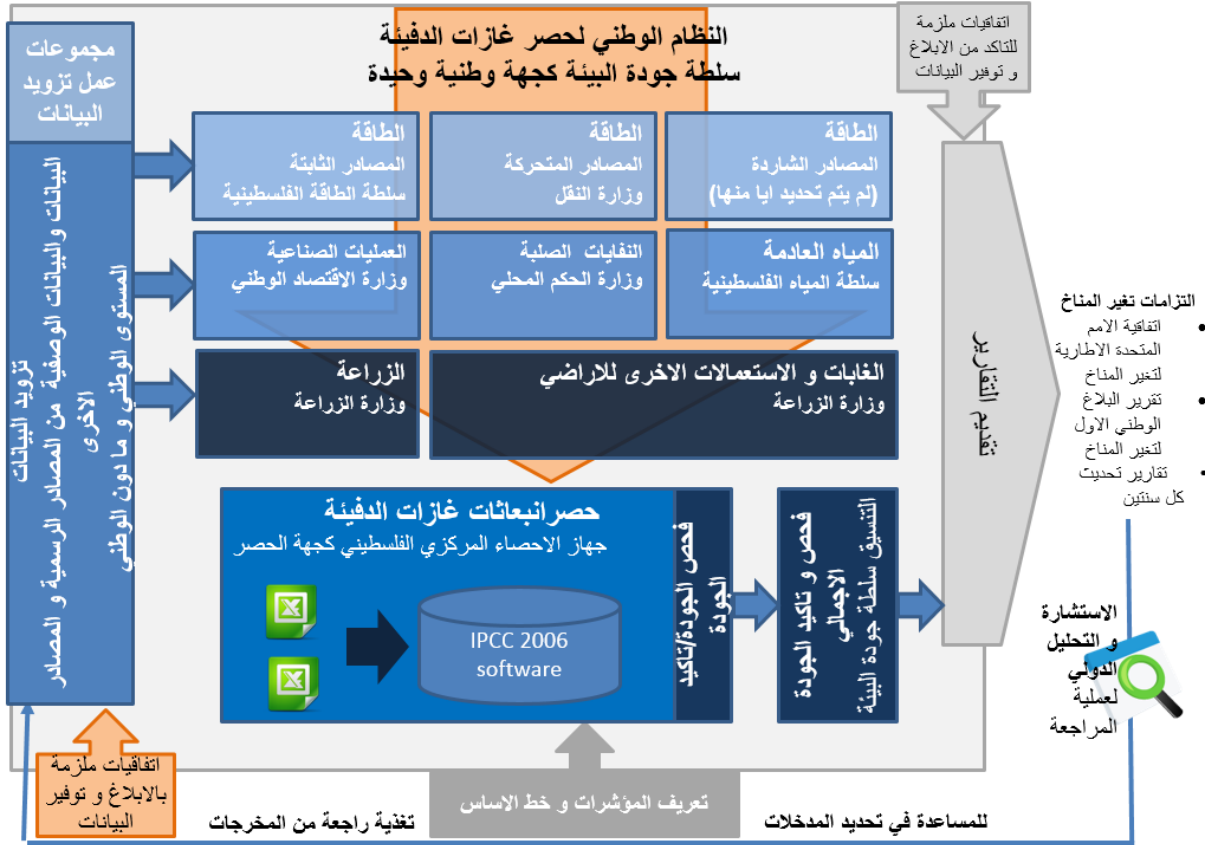 النظام الوطني لحصر غازات الدفيئة
سلطة جودة البيئة كجهة وطنية وحيدة
اتفاقيات ملزمة
للتاكد من الابلاغ
و توفير البيانات
مجموعات
عمل تزويد
البيانات
تزويد البيانات
البيانات والبيانات الوصفية من المصادر الرسمية و المصادر
الاخرى
المستوى الوطني و ما دون الوطني
الطاقة
المصادر الثابتة
سلطة الطاقة الفلسطينية
الطاقة
المصادر المتحركة
وزارة النقل
الطاقة
المصادر الشاردة
(لم يتم تحديد ايا منها)
العمليات الصناعية
وزارة الاقتصاد الوطني
النفايات الصلبة
وزارة الحكم المحلي
المياه العادمة
سلطة المياه الفلسطينية
الزراعة
وزارة الزراعة
الغابات و الاستعمالات الاخرى للاراضي
وزارة الزراعة
حصرانبعاثات غازات الدفيئة
جهاز الاحصاء المركزي الفلسطيني كجهة الحصر
IPCC 2006
software
فحص الجودة/تاكيد
الجودة
فحص و تاكيد الجودة
الاجمالي
التنسيق سلطة جودة البيئة
تقديم التقارير
التزامات تغير المناخ
• اتفاقية الامم
المتحدة الاطارية
لتغير المناخ
• تقرير البلاغ
الوطني الاول
لتغير المناخ
• تقارير تحديث
كل سنتين
الاستشارة
و التحليل
الدولي
لعملية
المراجعة
اتفاقيات ملزمة
بالابلاغ و توفير
البيانات
تعريف المؤشرات و خط الاساس
تغذية راجعة من المخرجات
للمساعدة في تحديد المدخلات